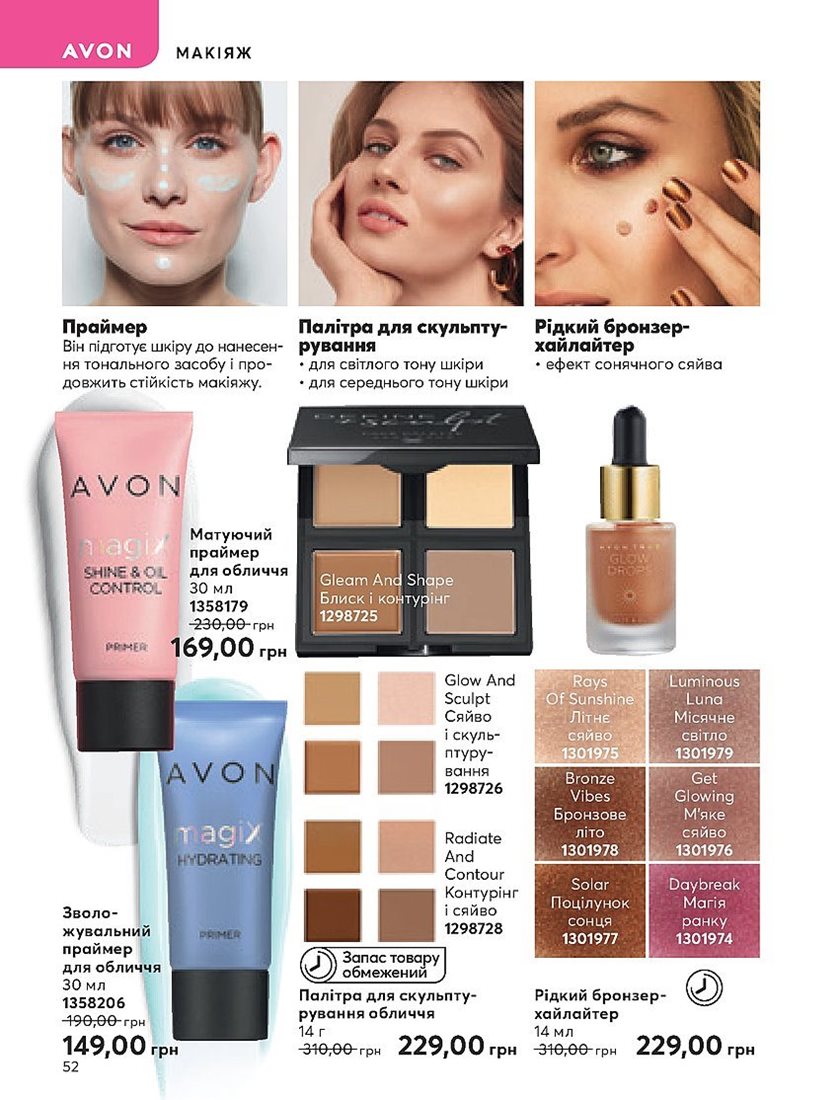 AVON
МАКІЯЖ
Праймер
Він підготує шкіру до нанесен-
ня тонального засобу і про-
довжить стійкість макіяжу.
Палітра для скульпту-
рування
• для світлого тону шкіри
• для середнього тону шкіри
Рідкий бронзер-
хайлайтер
• ефект сонячного сяйва
AVON
magiX
SHINE & OIL
CONTROL
PRIMER
Матуючий
праймер
для обличчя
30 мл
1358179
230,00 грн
169,00 грн
AVON
magiX
HYDRATING
PRIMER
Зволо-
жувальний
праймер
для обличчя
30 мл
1358206
190,00 грн
149,00 грн
DEFINE
& Sculpt
Gleam And Shape
Блиск і контурінг
1298725
Glow And
Sculpt
Сяйво
і скуль-
птуру-
вання
1298726
Radiate
And
Contour
Контурінг
і сяйво
1298728
Запас товару
обмежений
Палітра для скульпту-
рування обличчя
14 г
310,00 грн 229,00 грн
AVON TRUE
GLOW
DROPS
Rays
Of Sunshine
Літнє
сяйво
1301975
Luminous
Luna
Місячне
світло
1301979
Bronze
Vibes
Бронзове
літо
1301978
Get
Glowing
М'яке
сяйво
1301976
Solar
Поцілунок
сонця
1301977
Daybreak
Магія
ранку
1301974
Рідкий бронзер-
хайлайтер
14 мл
310,00 грн 229,00 грн
52